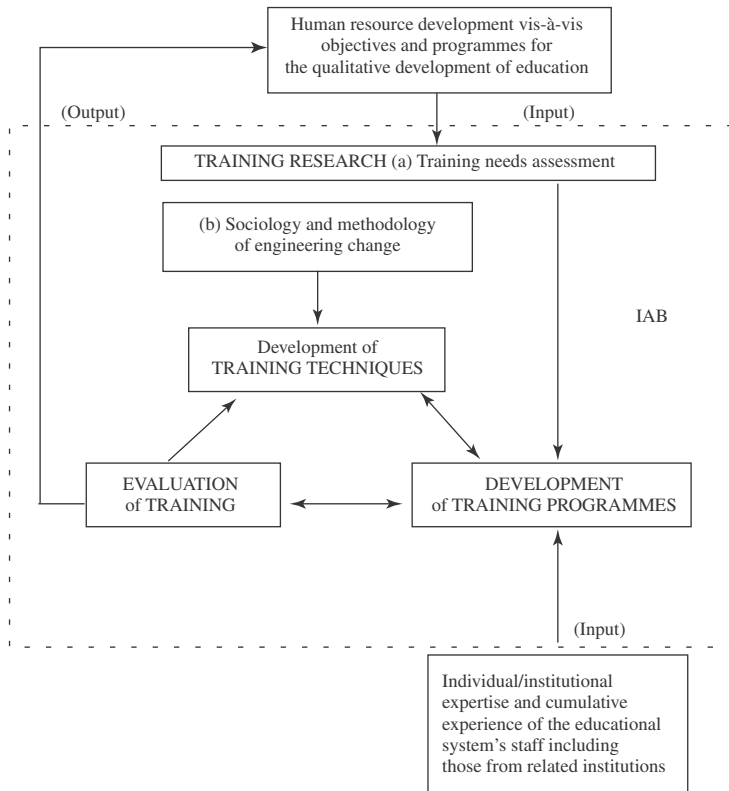 Human resource development vis-à-vis
objectives and programmes for
the qualitative development of education
(Output)
(Input)
TRAINING RESEARCH (a) Training needs assessment
(b) Sociology and methodology
of engineering change
IAB
Development of
TRAINING TECHNIQUES
EVALUATION
of TRAINING
DEVELOPMENT
of TRAINING PROGRAMMES
(Input)
Individual/institutional
expertise and cumulative
experience of the educational
system's staff including
those from related institutions